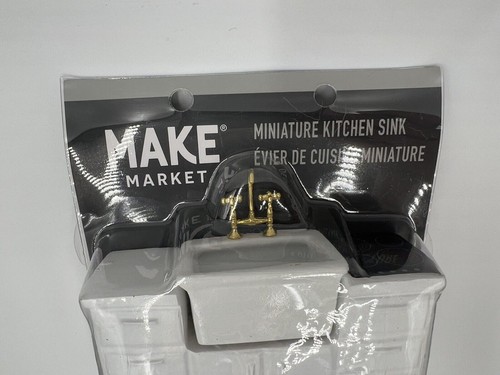 MAKE®
MARKET
MINIATURE KITCHEN SINK
ÉVIER DE CUISINE MINIATURE